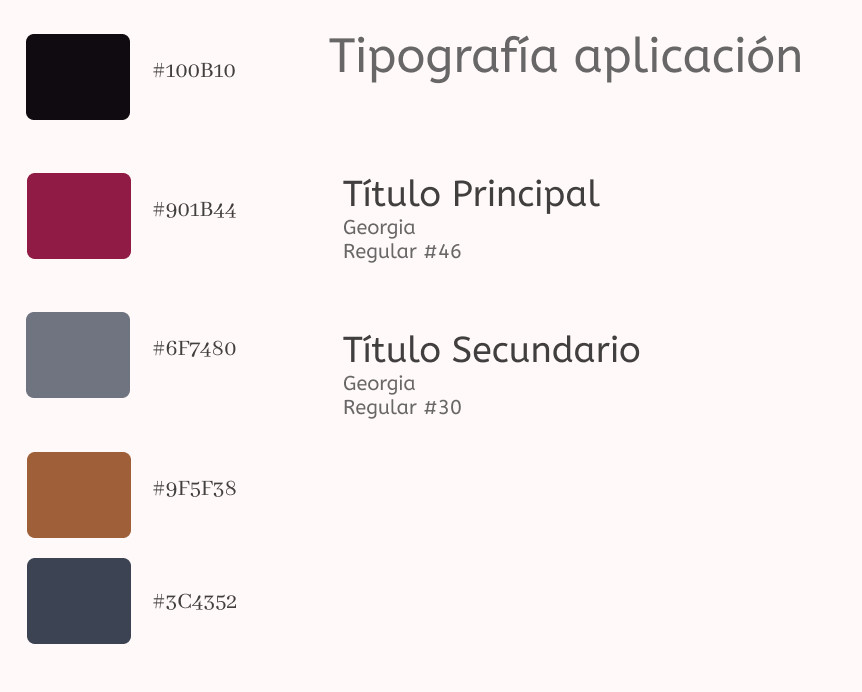 #100B10
#901B44
#6F7480
#9F5F38
#3C4352
Tipografía aplicación
Título Principal
Georgia
Regular #46
Título Secundario
Georgia
Regular #30